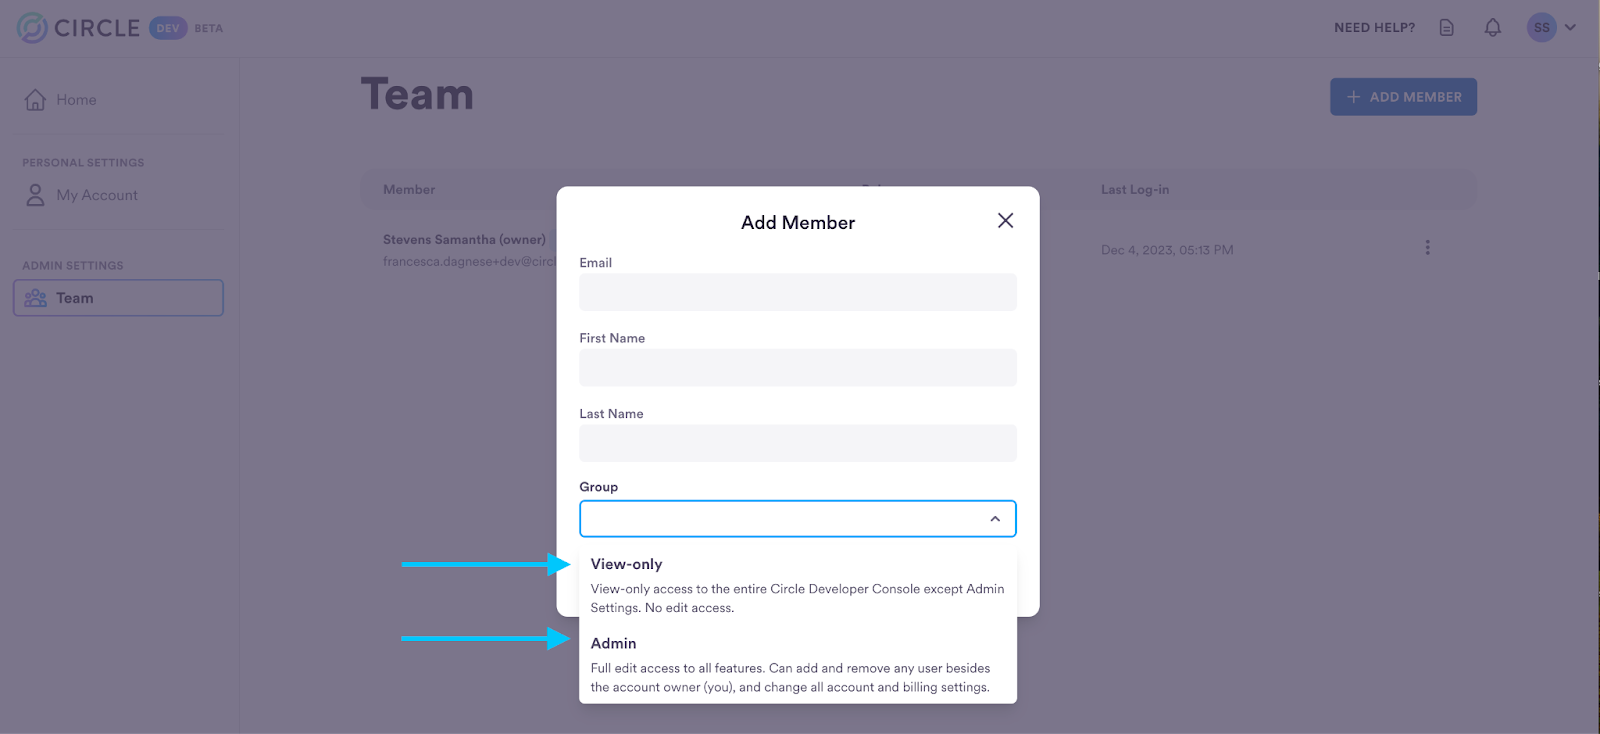 CIRCLE DEV BETA
NEED HELP?
SS
Home
PERSONAL SETTINGS
My Account
ADMIN SETTINGS
Team
Team
+ ADD MEMBER
Member
Last Log-in
Stevens Samantha (owner)
francesca.dagnese+dev@circ
Dec 4, 2023, 05:13 PM
Add Member
Email
First Name
Last Name
Group
View-only
View-only access to the entire Circle Developer Console except Admin
Settings. No edit access.
Admin
Full edit access to all features. Can add and remove any user besides
the account owner (you), and change all account and billing settings.